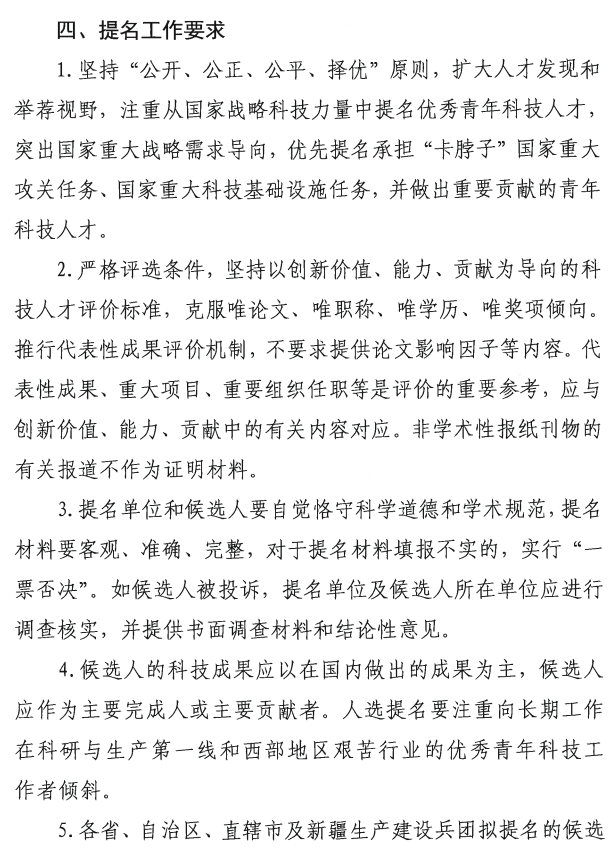 四、提名工作要求
1. 坚持“公开、公正、公平、择优”原则，扩大人才发现和
举荐视野，注重从国家战略科技力量中提名优秀青年科技人才，
突出国家重大战略需求导向，优先提名承担“卡脖子”国家重大
攻关任务、国家重大科技基础设施任务，并做出重要贡献的青年
科技人才。
2. 严格评选条件，坚持以创新价值、能力、贡献为导向的科
技人才评价标准，克服唯论文、唯职称、唯学历、唯奖项倾向。
推行代表性成果评价机制，不要求提供论文影响因子等内容。代
表性成果、重大项目、重要组织任职等是评价的重要参考，应与
创新价值、能力、贡献中的有关内容对应。非学术性报纸刊物的
有关报道不作为证明材料。
3. 提名单位和候选人要自觉恪守科学道德和学术规范，提名
材料要客观、准确、完整，对于提名材料填报不实的，实行“一
票否决”。如候选人被投诉，提名单位及候选人所在单位应进行
调查核实，并提供书面调查材料和结论性意见。
4. 候选人的科技成果应以在国内做出的成果为主，候选人
应作为主要完成人或主要贡献者。人选提名要注重向长期工作
在科研与生产第一线和西部地区艰苦行业的优秀青年科技工
作者倾斜。
5. 各省、自治区、直辖市及新疆生产建设兵团拟提名的候选